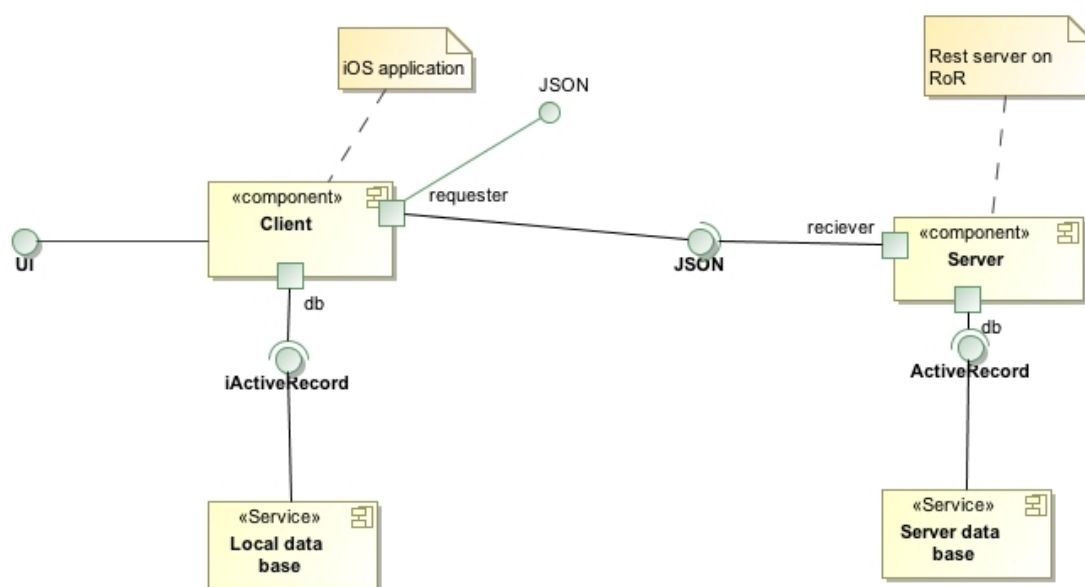 iOS application
Rest server on
RoR
JSON
«component»
Client
requester
reciever
«component»
Server
UI
JSON
db
db
iActiveRecord
ActiveRecord
«Service»
Local data
base
«Service»
Server data
base